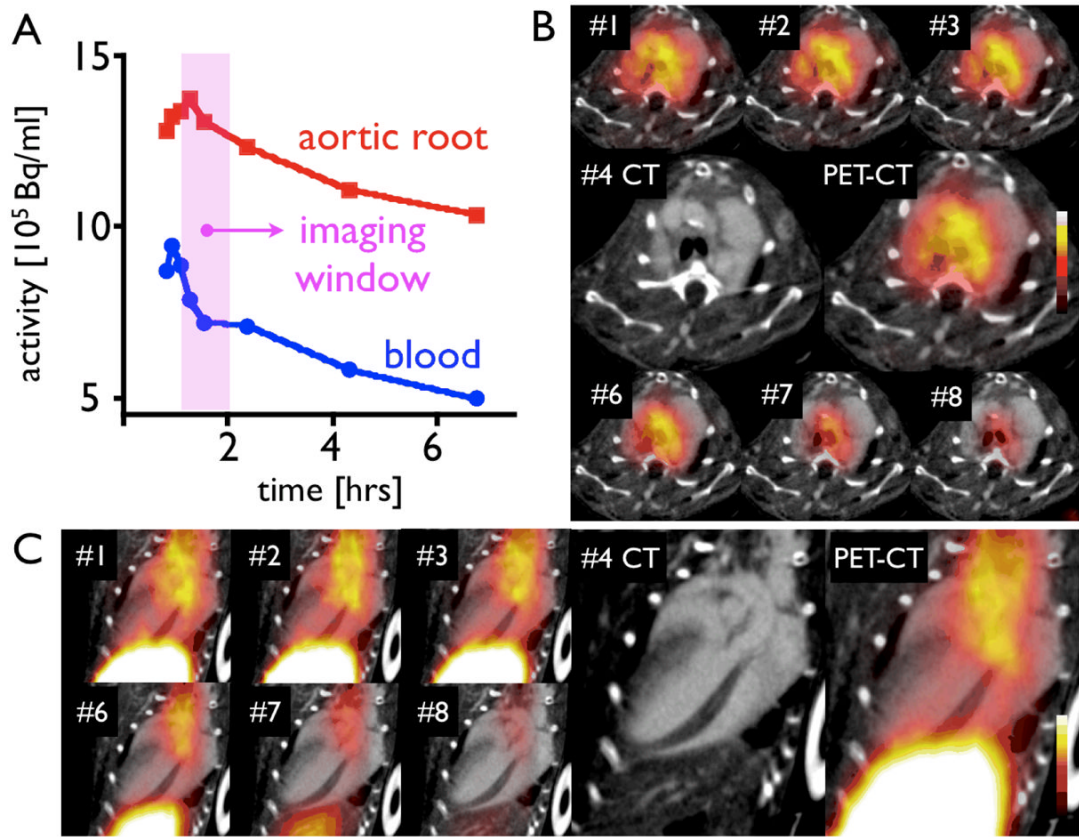 A
15
10
5
activity [10⁵ Bq/ml]
aortic root
imaging
window
blood
2
4
6
time [hrs]
B
#1
#2
#3
#4 CT
PET-CT
#6
#7
#8
C
#1
#2
#3
#4 CT
PET-CT
#6
#7
#8